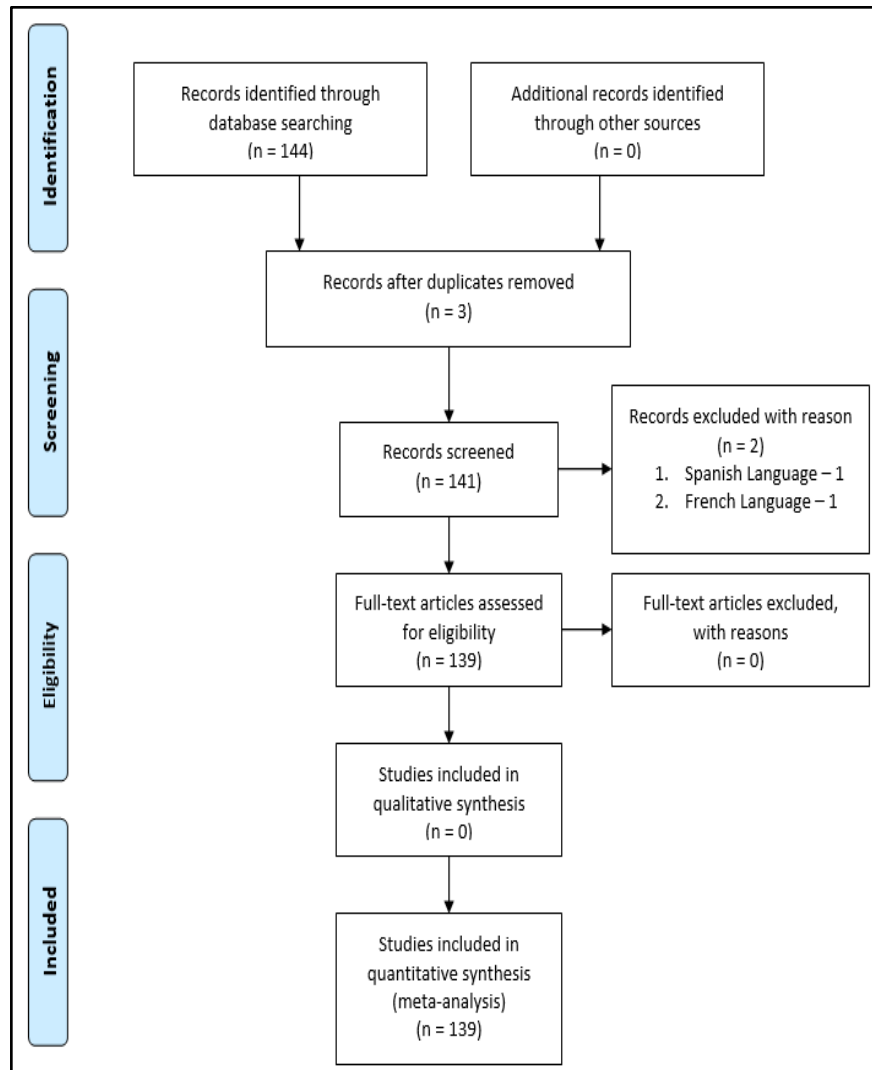 Identification
Records identified through
database searching
(n = 144)
Additional records identified
through other sources
(n = 0)
Records after duplicates removed
(n = 3)
Screening
Records screened
(n = 141)
Records excluded with reason
(n = 2)
1. Spanish Language – 1
2. French Language – 1
Eligibility
Full-text articles assessed
for eligibility
(n = 139)
Full-text articles excluded,
with reasons
(n = 0)
Studies included in
qualitative synthesis
(n = 0)
Included
Studies included in
quantitative synthesis
(meta-analysis)
(n = 139)